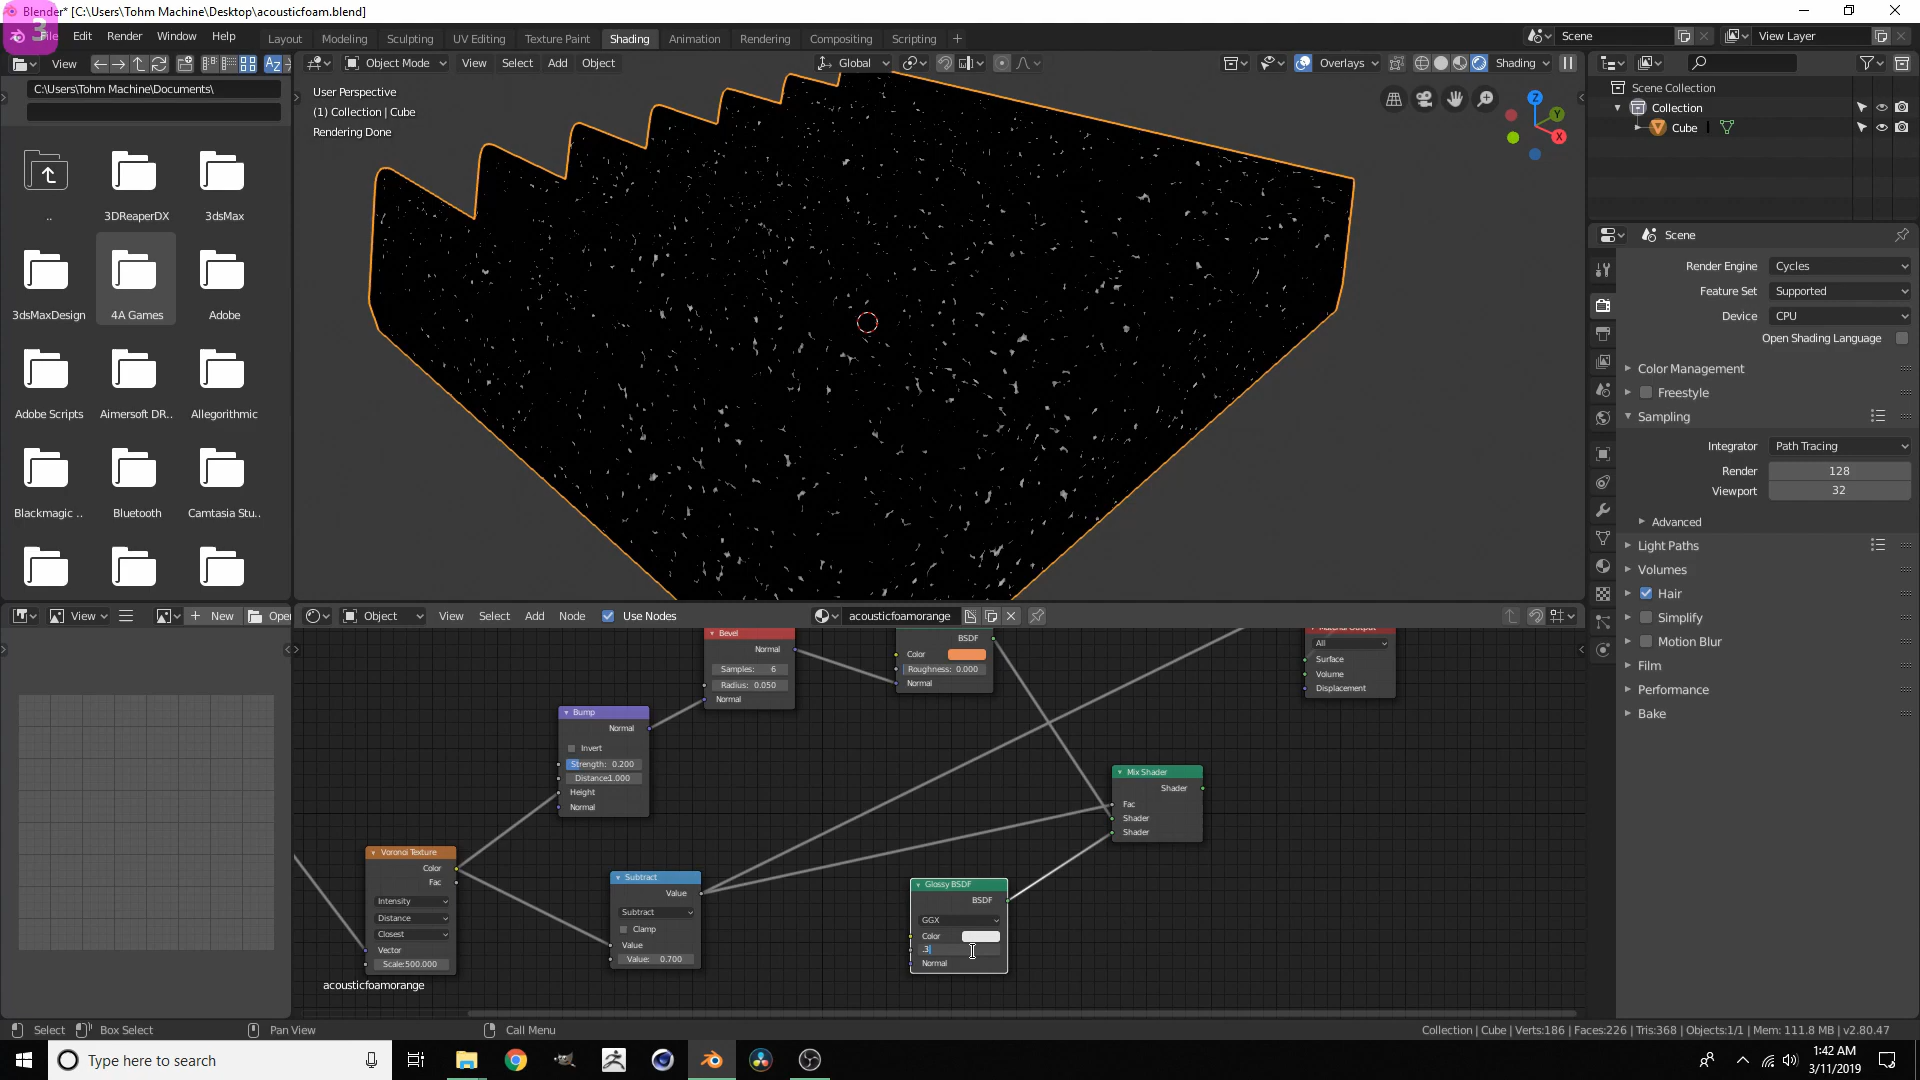 Blender* [C:\Users\Tohm Machine\Desktop\acousticfoam.blend]
3
File Edit Render Window Help
Layout Modeling Sculpting UV Editing Texture Paint Shading Animation Rendering Compositing Scripting
Scene
View Layer
View
Object Mode View Select Add Object
Global
Overlays
Shading
C:\Users\Tohm Machine\Documents\
..
3DReaperDX
3dsMax
3dsMaxDesign
4A Games
Adobe
Adobe Scripts
Aimersoft DR..
Allegorithmic
Blackmagic ..
Bluetooth
Camtasia Stu..
User Perspective
(1) Collection | Cube
Rendering Done
Z
Y
X
Scene Collection
Collection
Cube
Scene
Render Engine Cycles
Feature Set Supported
Device CPU
Open Shading Language
Color Management
Freestyle
Sampling
Integrator Path Tracing
Render 128
Viewport 32
Advanced
Light Paths
Volumes
Hair
Simplify
Motion Blur
Film
Performance
Bake
View
New
Open
Object View Select Add Node Use Nodes
acousticfoamorange
Bevel
Normal
Samples: 6
Radius: 0.050
Normal
BSDF
Color
Roughness: 0.000
Normal
Material Output
All
Surface
Volume
Displacement
Bump
Normal
Invert
Strength: 0.200
Distance:1.000
Height
Normal
Mix Shader
Shader
Fac
Shader
Shader
Voronoi Texture
Color
Fac
Intensity
Distance
Closest
Vector
Scale:500.000
Subtract
Value
Subtract
Clamp
Value
Value: 0.700
Glossy BSDF
BSDF
GGX
Color
.3
Normal
acousticfoamorange
Select Box Select Pan View Call Menu
Collection | Cube | Verts:186 | Faces:226 | Tris:368 | Objects:1/1 | Mem: 111.8 MB | v2.80.47
Type here to search
1:42 AM
3/11/2019